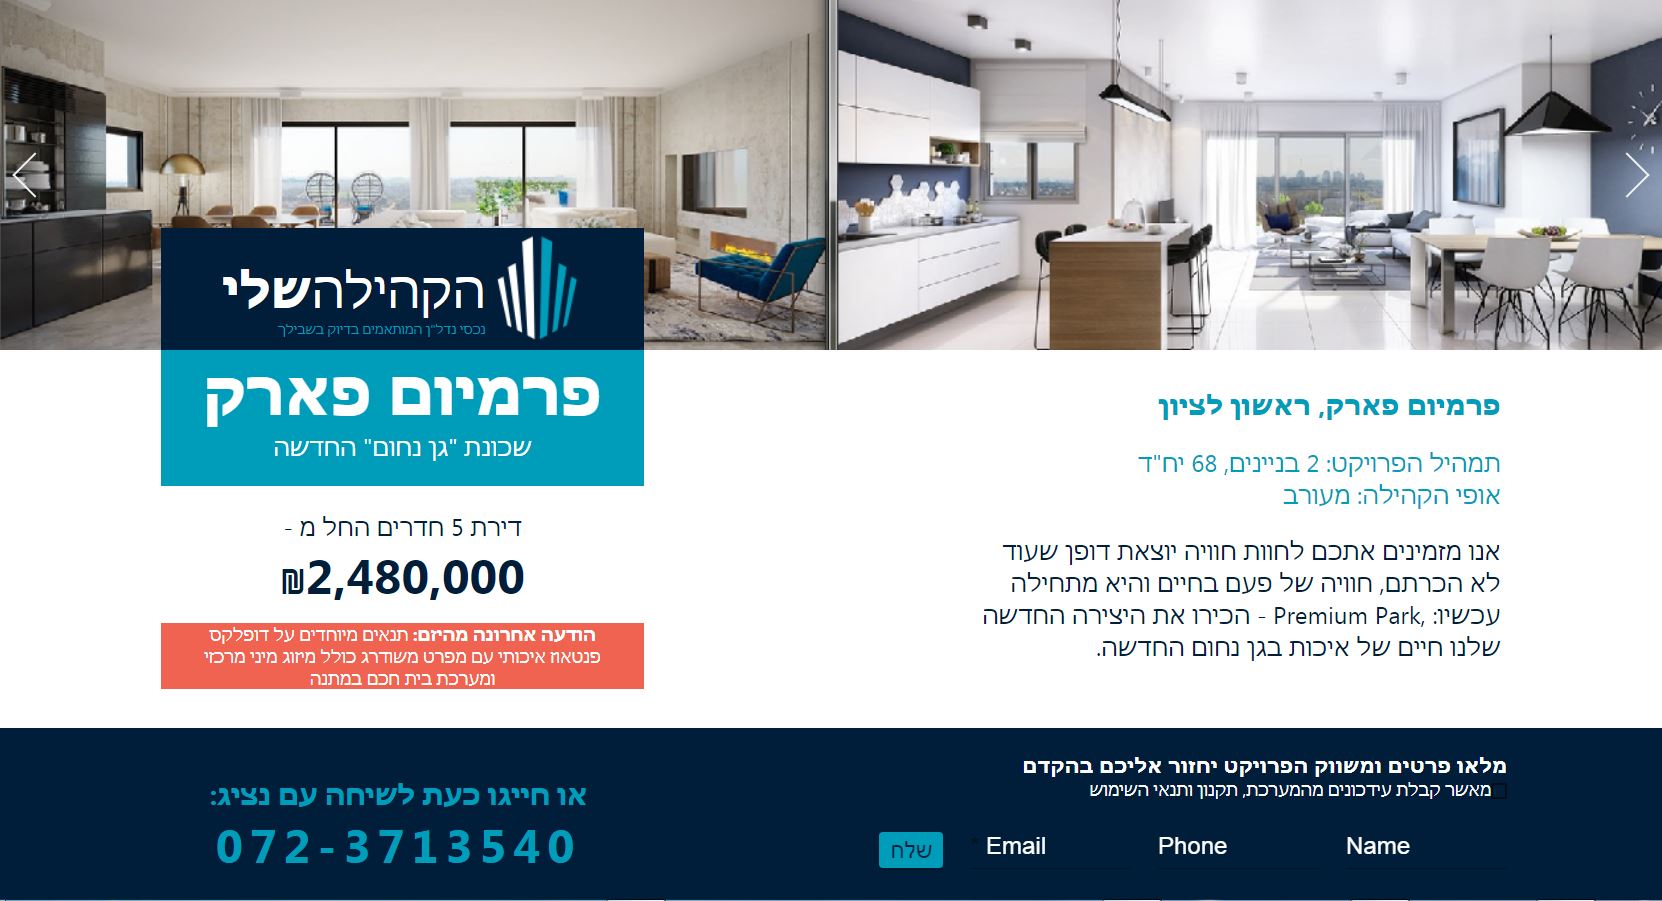 הקהילהשלי
נכסי נדל"ן המותאמים בדיוק בשבילך
פרמיום פארק
שכונת "גן נחום" החדשה
דירת 5 חדרים החל מ -
₪2,480,000
הודעה אחרונה מהיזם: תנאים מיוחדים על דופלקס
פנטאוז איכותי עם מפרט משודרג כולל מיזוג מיני מרכזי
ומערכת בית חכם במתנה
פרמיום פארק, ראשון לציון
תמהיל הפרויקט: 2 בניינים, 68 יח"ד
אופי הקהילה: מעורב
אנו מזמינים אתכם לחוות חוויה יוצאת דופן שעוד
לא הכרתם, חוויה של פעם בחיים והיא מתחילה
עכשיו: ,Premium Park - הכירו את היצירה החדשה
שלנו חיים של איכות בגן נחום החדשה.
מלאו פרטים ומשווק הפרויקט יחזור אליכם בהקדם
מאשר קבלת עידכונים מהמערכת, תקנון ותנאי השימוש
Name
Phone
Email *
שלח
או חייגו כעת לשיחה עם נציג:
072-3713540